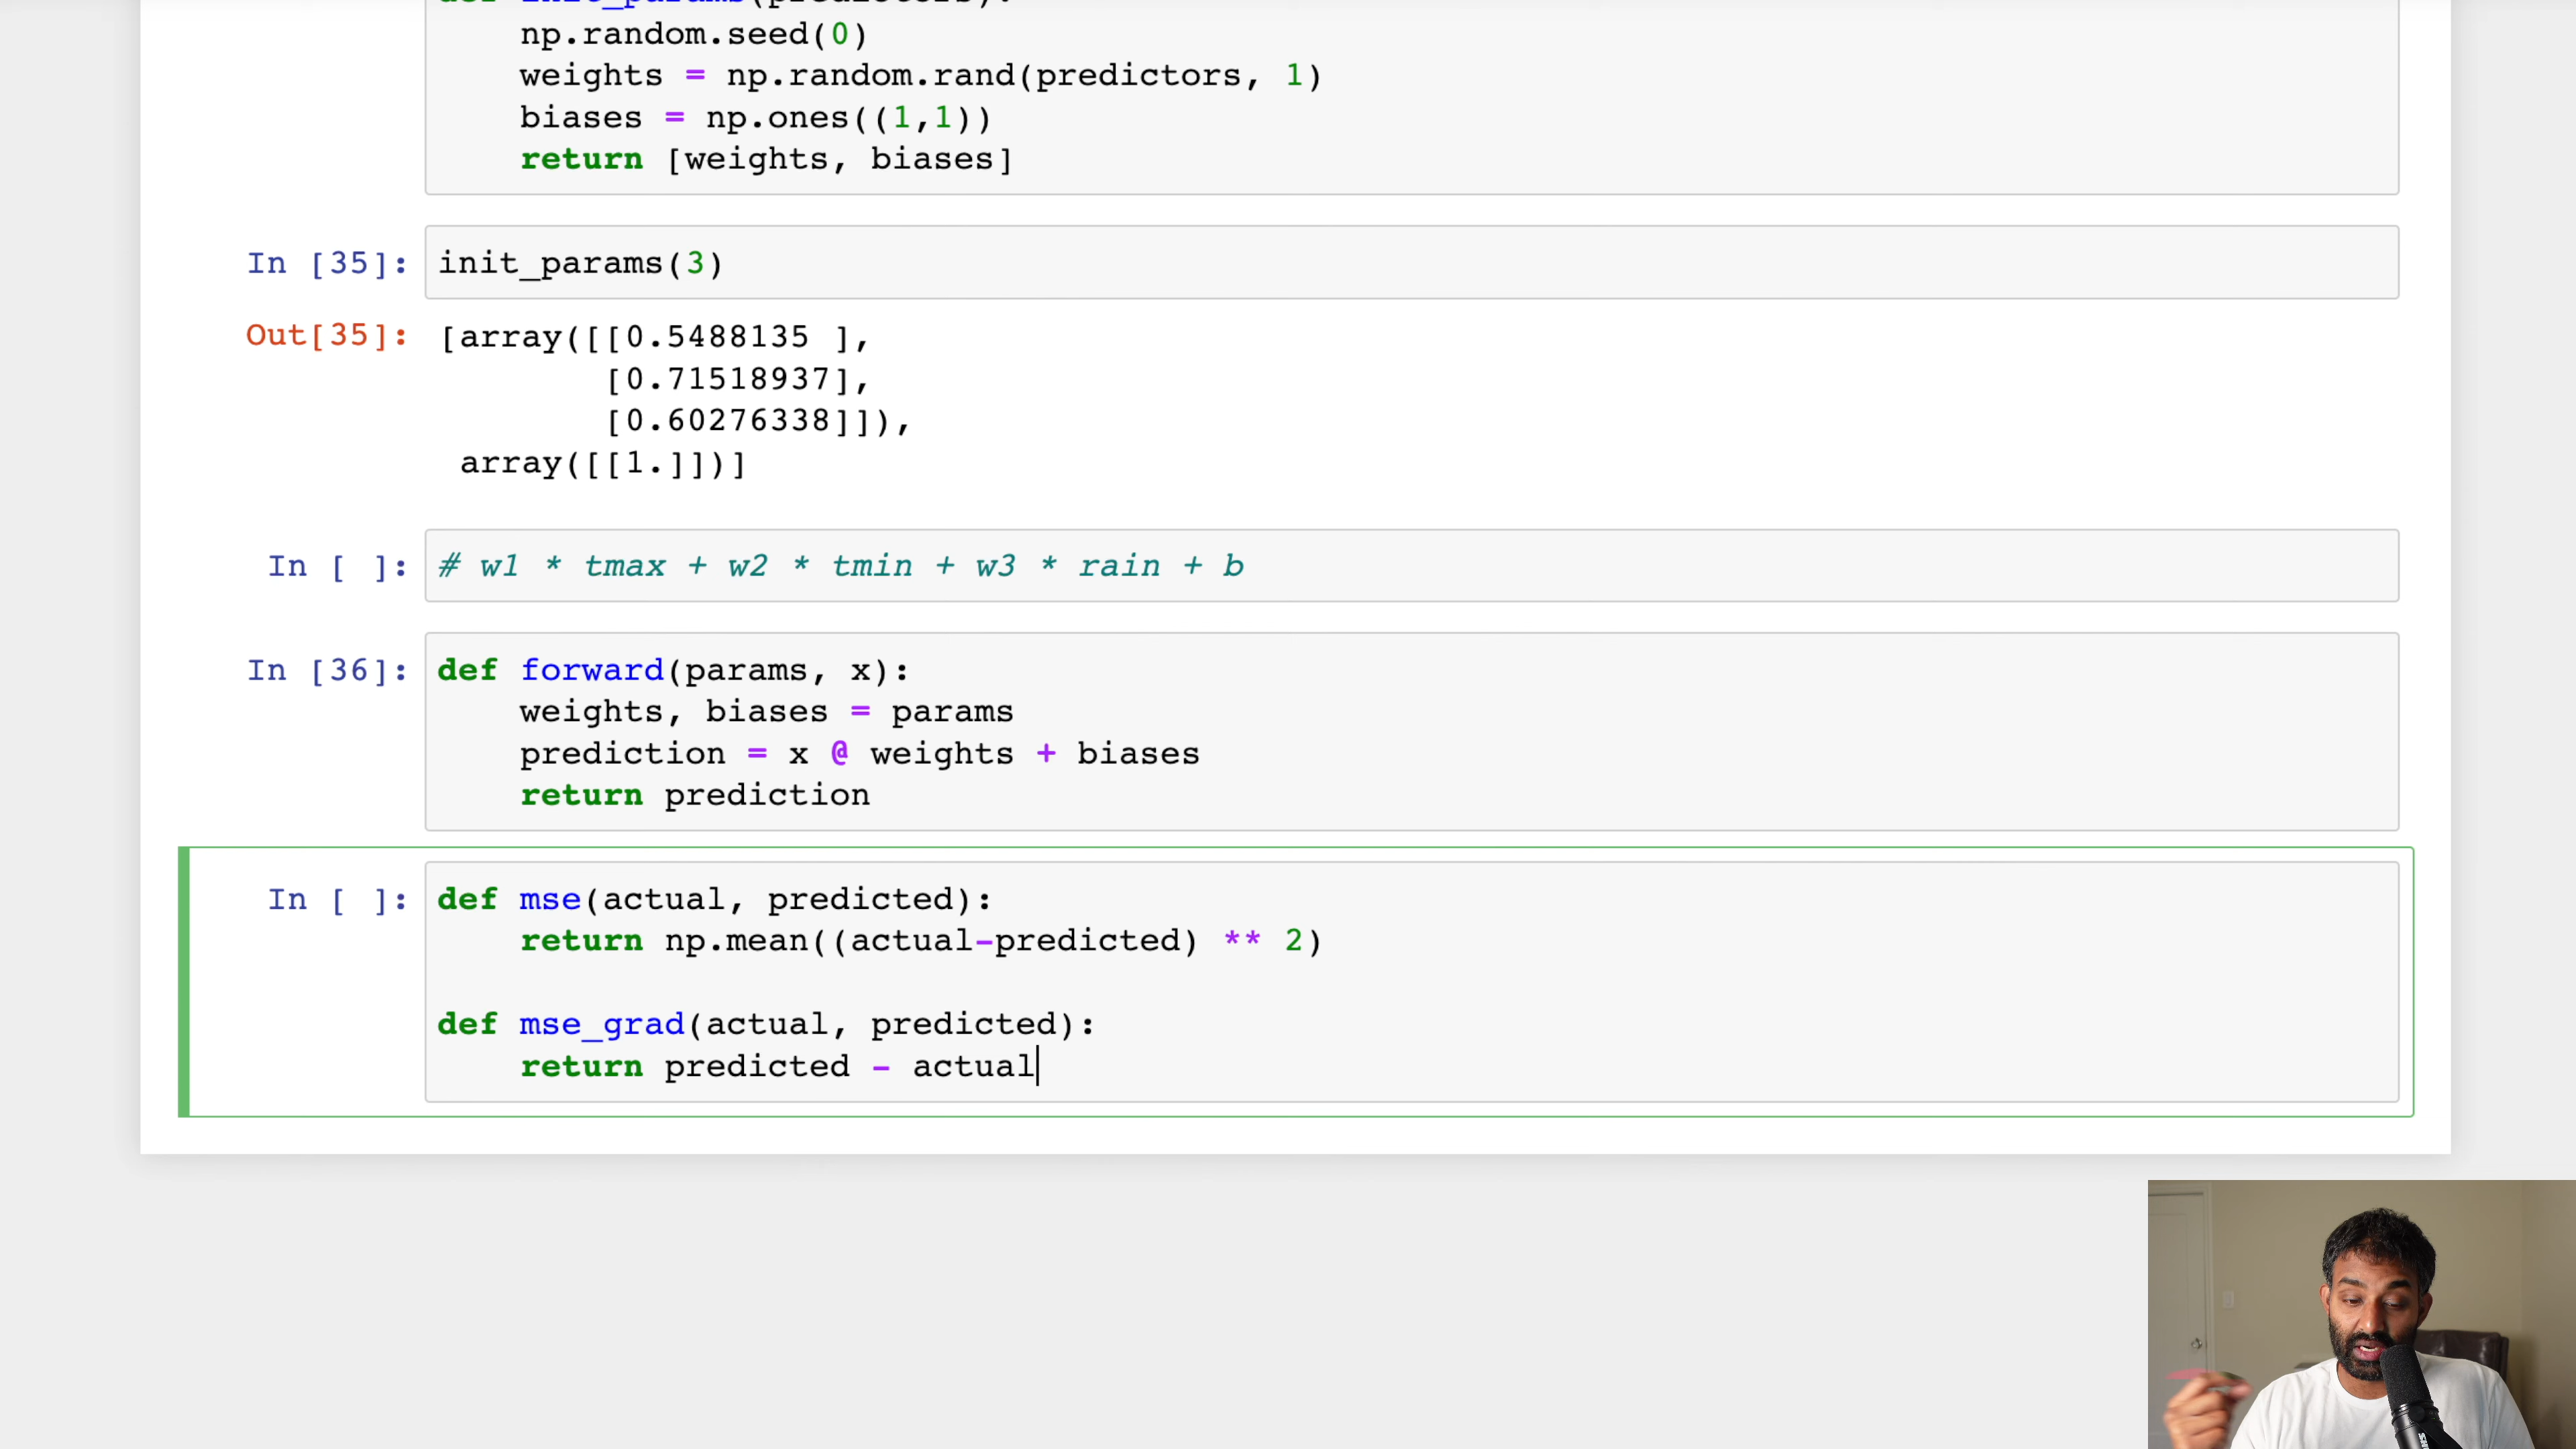 def init_params(predictors):
np.random.seed(0)
weights = np.random.rand(predictors, 1)
biases = np.ones((1,1))
return [weights, biases]
In [35]: init_params(3)
Out[35]: [array([[0.5488135 ],
[0.71518937],
[0.60276338]]),
array([[1.]])]
In [ ]: # w1 * tmax + w2 * tmin + w3 * rain + b
In [36]: def forward(params, x):
weights, biases = params
prediction = x @ weights + biases
return prediction
In [ ]: def mse(actual, predicted):
return np.mean((actual-predicted) ** 2)
def mse_grad(actual, predicted):
return predicted - actual